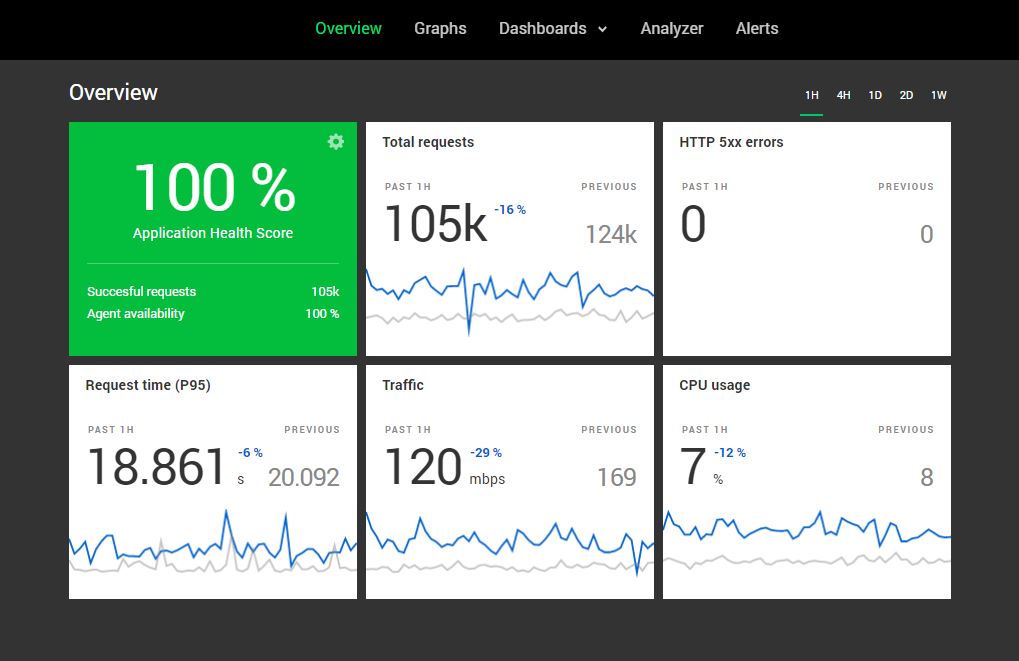 Overview Graphs Dashboards Analyzer Alerts
Overview
1H 4H 1D 2D 1W
100 %
Application Health Score
Succesful requests 105k
Agent availability 100 %
Total requests
PAST 1H PREVIOUS
105k -16 % 124k
HTTP 5xx errors
PAST 1H PREVIOUS
0 0
Request time (P95)
PAST 1H PREVIOUS
18.861 s -6 % 20.092
Traffic
PAST 1H PREVIOUS
120 mbps -29 % 169
CPU usage
PAST 1H PREVIOUS
7 % -12 % 8